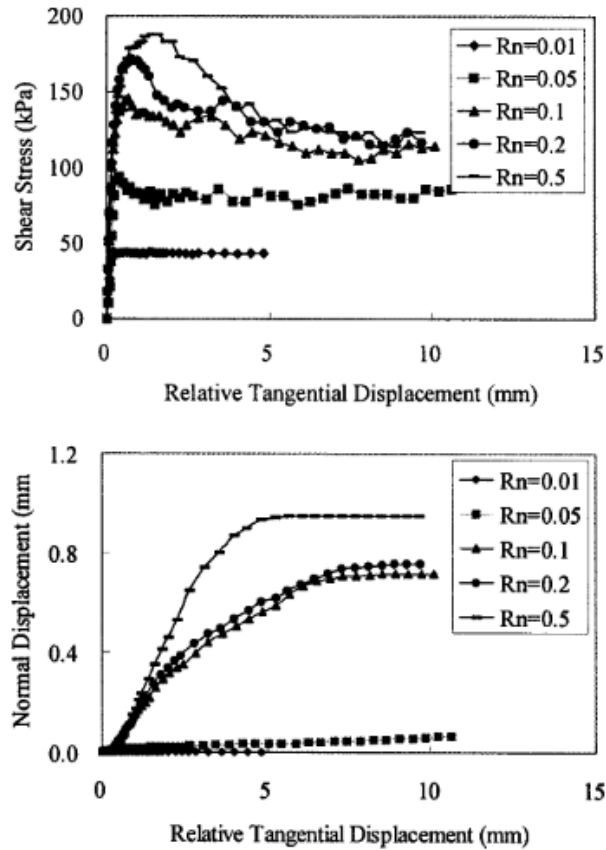 200
150
100
50
0
Shear Stress (kPa)
Rn=0.01
Rn=0.05
Rn=0.1
Rn=0.2
Rn=0.5
0
5
10
15
Relative Tangential Displacement (mm)
1.2
0.8
0.4
0.0
Normal Displacement (mm
Rn=0.01
Rn=0.05
Rn=0.1
Rn=0.2
Rn=0.5
0
5
10
15
Relative Tangential Displacement (mm)